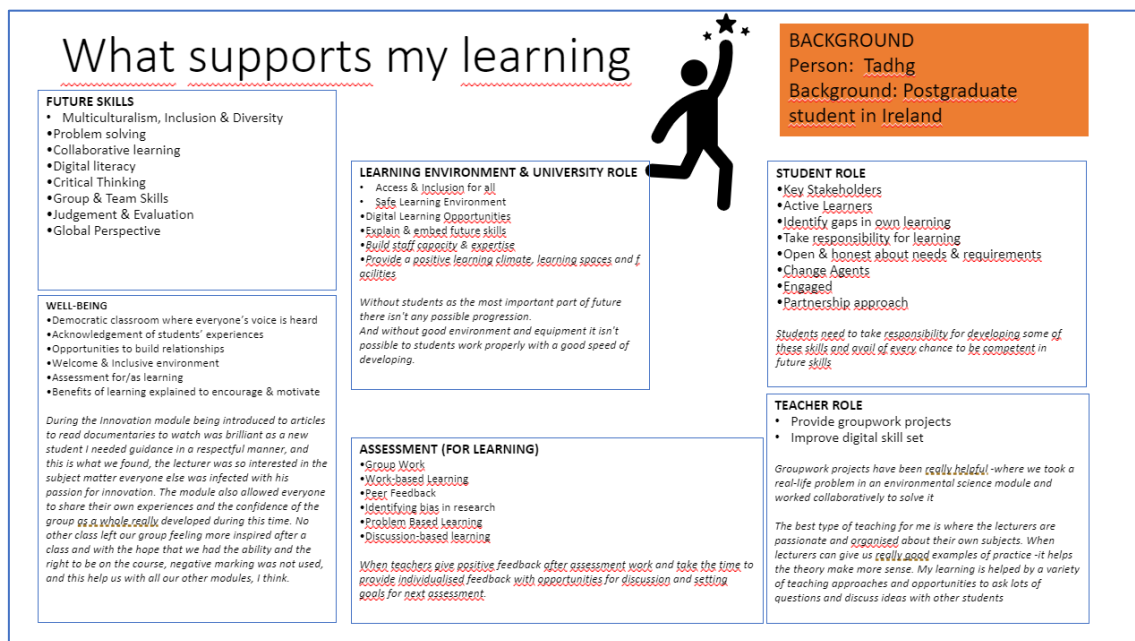 What supports my learning
BACKGROUND
Person: Tadhg
Background: Postgraduate
student in Ireland
FUTURE SKILLS
• Multiculturalism, Inclusion & Diversity
•Problem solving
•Collaborative learning
•Digital literacy
•Critical Thinking
•Group & Team Skills
•Judgement & Evaluation
•Global Perspective
WELL-BEING
•Democratic classroom where everyone's voice is heard
•Acknowledgement of students' experiences
•Opportunities to build relationships
•Welcome & Inclusive environment
•Assessment for/as learning
•Benefits of learning explained to encourage & motivate
During the Innovation module being introduced to articles
to read documentaries to watch was brilliant as a new
student I needed guidance in a respectful manner, and
this is what we found, the lecturer was so interested in the
subject matter everyone else was infected with his
passion for innovation. The module also allowed everyone
to share their own experiences and the confidence of the
group as a whole really developed during this time. No
other class left our group feeling more inspired after a
class and with the hope that we had the ability and the
right to be on the course, negative marking was not used,
and this help us with all our other modules, I think.
LEARNING ENVIRONMENT & UNIVERSITY ROLE
• Access & Inclusion for all
• Safe Learning Environment
•Digital Learning Opportunities
•Explain & embed future skills
•Build staff capacity & expertise
•Provide a positive learning climate, learning spaces and f
acilities
Without students as the most important part of future
there isn't any possible progression.
And without good environment and equipment it isn't
possible to students work properly with a good speed of
developing.
ASSESSMENT (FOR LEARNING)
•Group Work
•Work-based Learning
•Peer Feedback
•Identifying bias in research
•Problem Based Learning
•Discussion-based learning
When teachers give positive feedback after assessment work and take the time to
provide individualised feedback with opportunities for discussion and setting
goals for next assessment.
STUDENT ROLE
•Key Stakeholders
•Active Learners
•Identify gaps in own learning
•Take responsibility for learning
•Open & honest about needs & requirements
•Change Agents
•Engaged
•Partnership approach
Students need to take responsibility for developing some of
these skills and avail of every chance to be competent in
future skills
TEACHER ROLE
• Provide groupwork projects
• Improve digital skill set
Groupwork projects have been really helpful -where we took a
real-life problem in an environmental science module and
worked collaboratively to solve it
The best type of teaching for me is where the lecturers are
passionate and organised about their own subjects. When
lecturers can give us really good examples of practice -it helps
the theory make more sense. My learning is helped by a variety
of teaching approaches and opportunities to ask lots of
questions and discuss ideas with other students